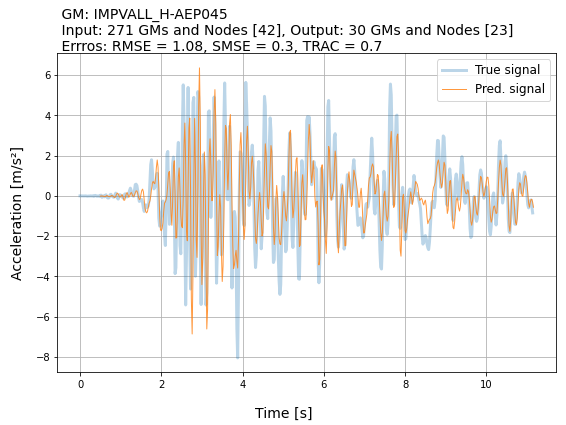 GM: IMPVALL_H-AEP045
Input: 271 GMs and Nodes [42], Output: 30 GMs and Nodes [23]
Errros: RMSE = 1.08, SMSE = 0.3, TRAC = 0.7
True signal
Pred. signal
6
4
2
0
−2
−4
−6
−8
Acceleration [m/s²]
0 2 4 6 8 10
Time [s]